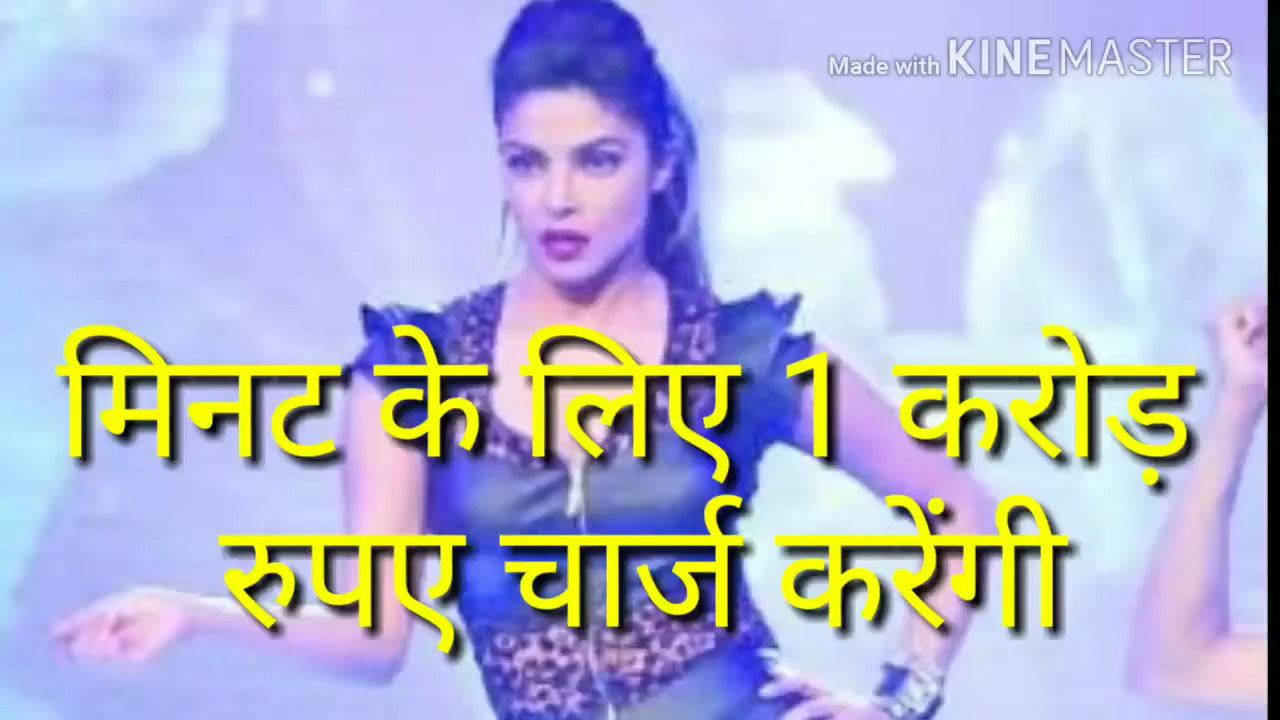 Made with KINEMASTER
मिनट के लिए 1 करोड़
रुपए चार्ज करेंगी